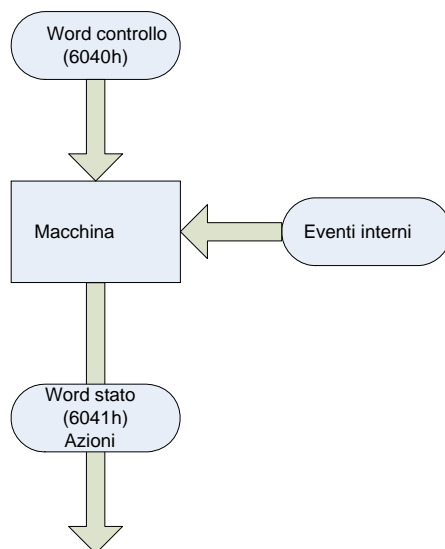 Word controllo
(6040h)
Macchina
Eventi interni
Word stato
(6041h)
Azioni